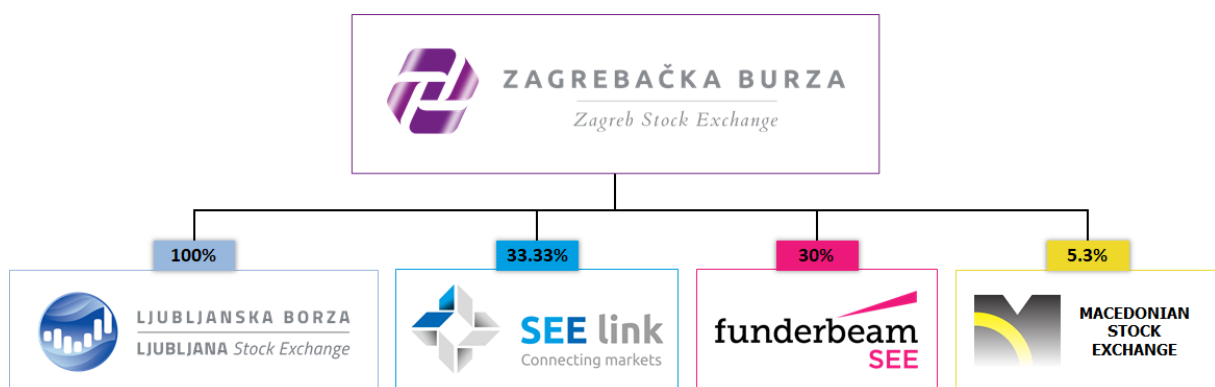 ZAGREBAČKA BURZA
Zagreb Stock Exchange
100%
33.33%
30%
5.3%
LJUBLJANSKA BORZA
LJUBLJANA Stock Exchange
SEE link
Connecting markets
funderbeam
SEE
MACEDONIAN
STOCK
EXCHANGE